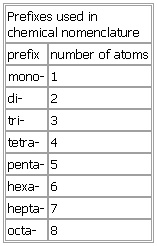 Prefixes used in
chemical nomenclature
prefix number of atoms
mono- 1
di- 2
tri- 3
tetra- 4
penta- 5
hexa- 6
hepta- 7
octa- 8